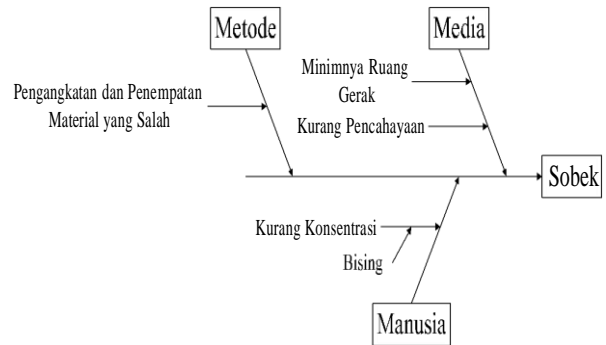 Metode
Media
Pengangkatan dan Penempatan
Material yang Salah
Minimnya Ruang
Gerak
Kurang Pencahayaan
Sobek
Kurang Konsentrasi
Bising
Manusia